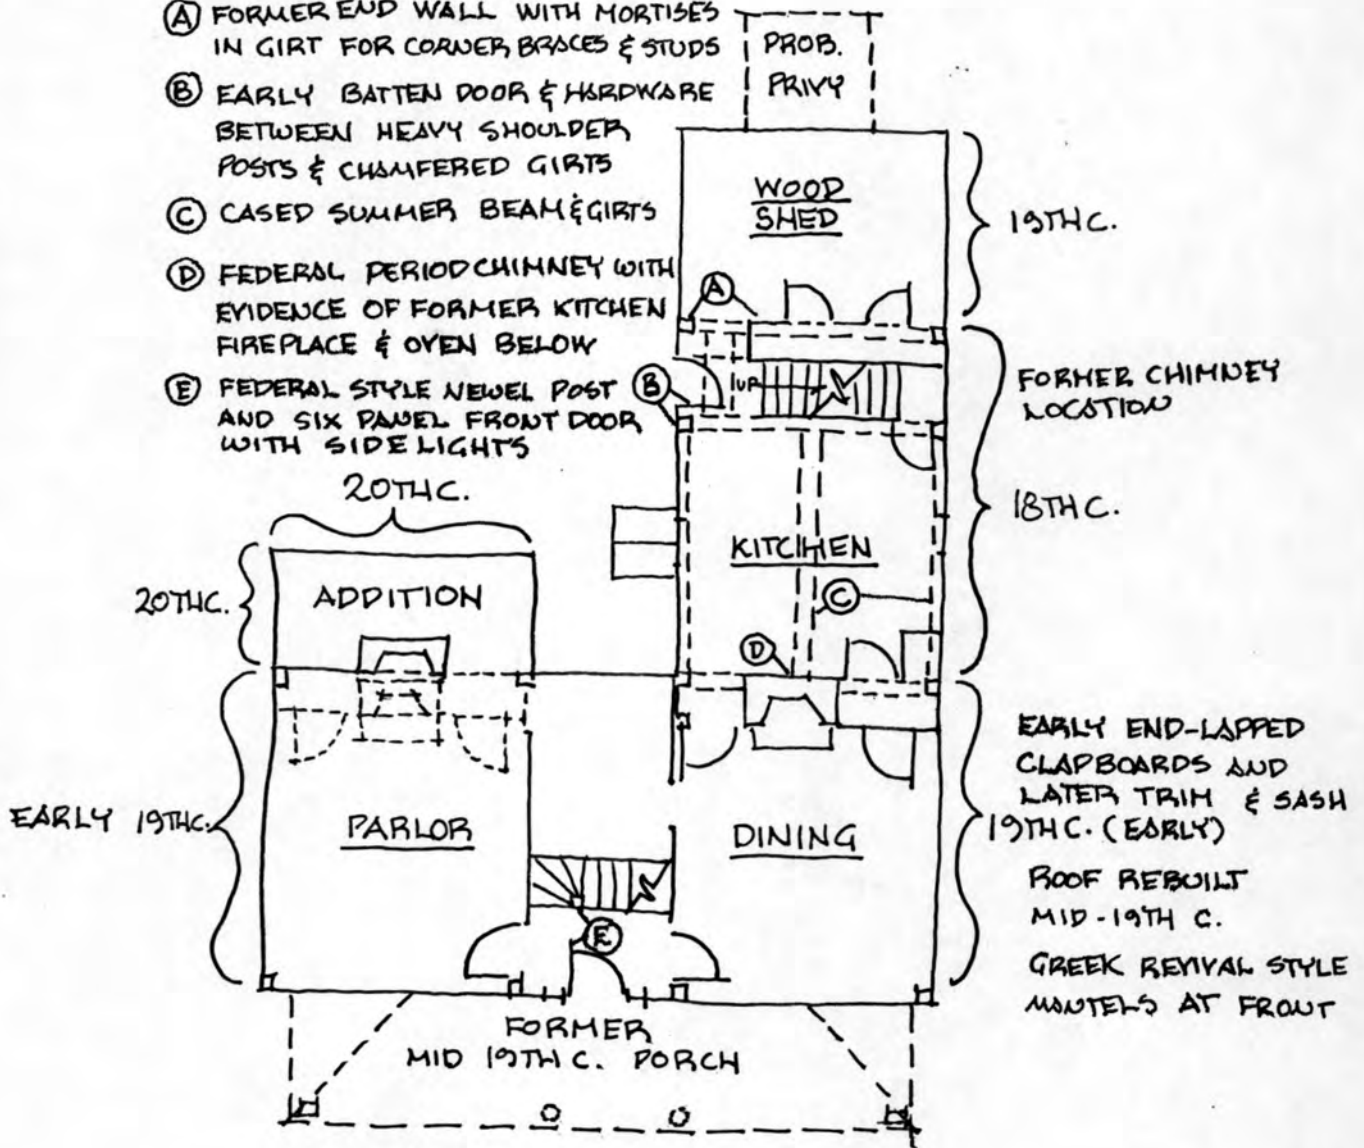 Ⓐ FORMER END WALL WITH MORTISES
IN GIRT FOR CORNER BRACES & STUDS
Ⓑ EARLY BATTEN DOOR & HARDWARE
BETWEEN HEAVY SHOULDER
POSTS & CHAMFERED GIRTS
Ⓒ CASED SUMMER BEAM & GIRTS
Ⓓ FEDERAL PERIOD CHIMNEY WITH
EVIDENCE OF FORMER KITCHEN
FIREPLACE & OVEN BELOW
Ⓔ FEDERAL STYLE NEWEL POST
AND SIX PANEL FRONT DOOR
WITH SIDE LIGHTS
PROB.
PRIVY
WOOD
SHED
19TH C.
A
B
UP
FORMER CHIMNEY
LOCATION
18TH C.
KITCHEN
C
D
20TH C.
20TH C.
ADDITION
EARLY 19TH C.
PARLOR
DINING
E
EARLY END-LAPPED
CLAPBOARDS AND
LATER TRIM & SASH
19TH C. (EARLY)
ROOF REBUILT
MID-19TH C.
GREEK REVIVAL STYLE
MANTELS AT FRONT
FORMER
MID 19TH C. PORCH